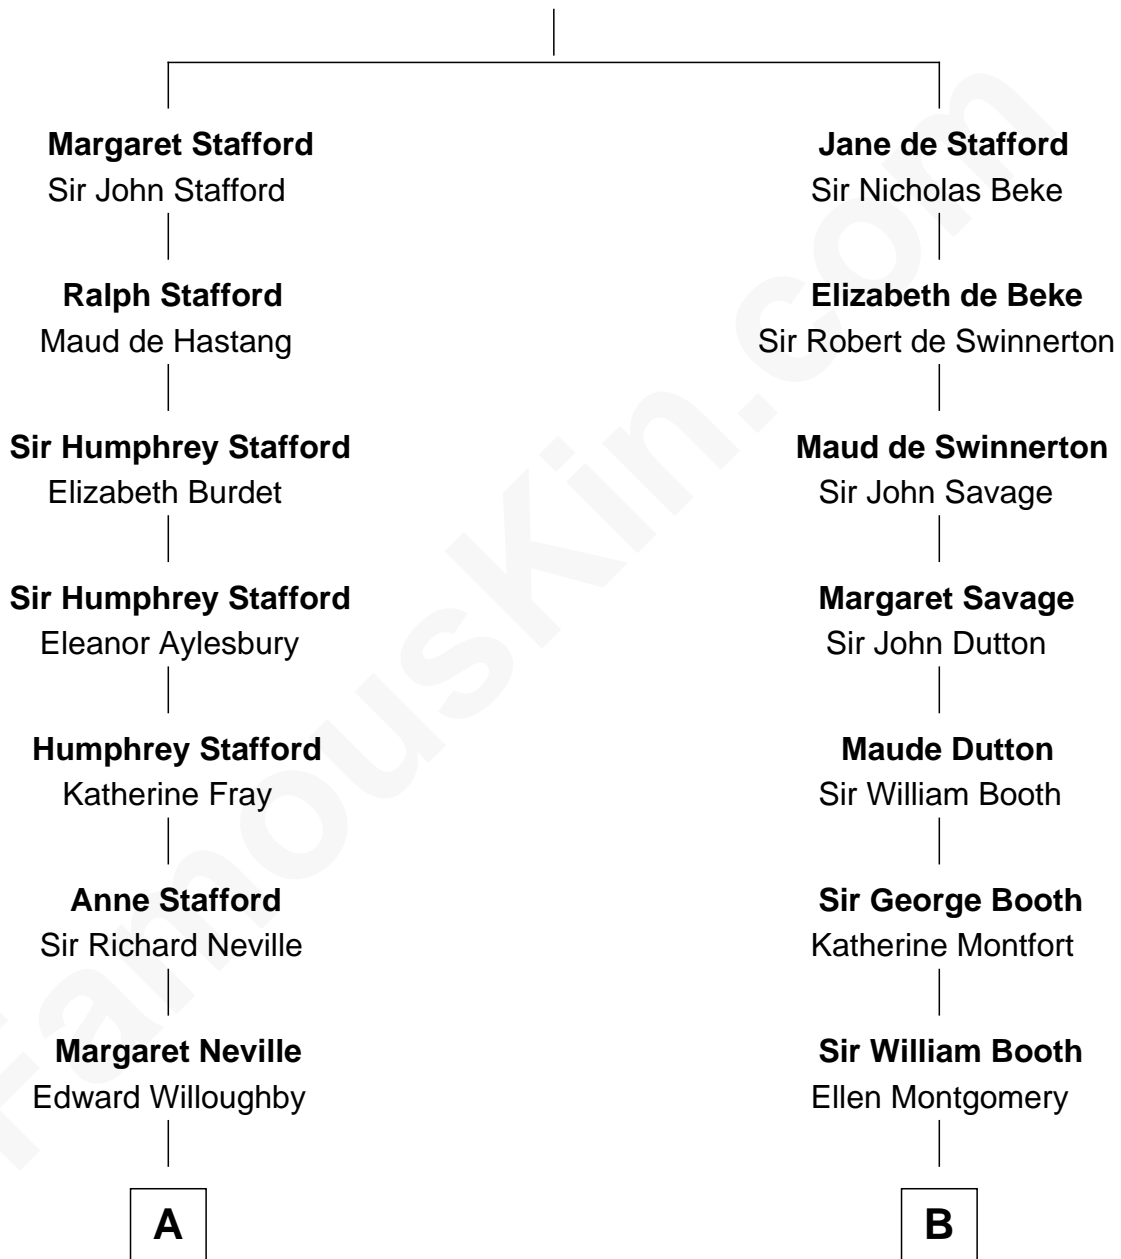 Margaret Stafford
Sir John Stafford
Ralph Stafford
Maud de Hastang
Sir Humphrey Stafford
Elizabeth Burdet
Sir Humphrey Stafford
Eleanor Aylesbury
Humphrey Stafford
Katherine Fray
Anne Stafford
Sir Richard Neville
Margaret Neville
Edward Willoughby
A
Jane de Stafford
Sir Nicholas Beke
Elizabeth de Beke
Sir Robert de Swinnerton
Maud de Swinnerton
Sir John Savage
Margaret Savage
Sir John Dutton
Maude Dutton
Sir William Booth
Sir George Booth
Katherine Montfort
Sir William Booth
Ellen Montgomery
B
FamousKin.com